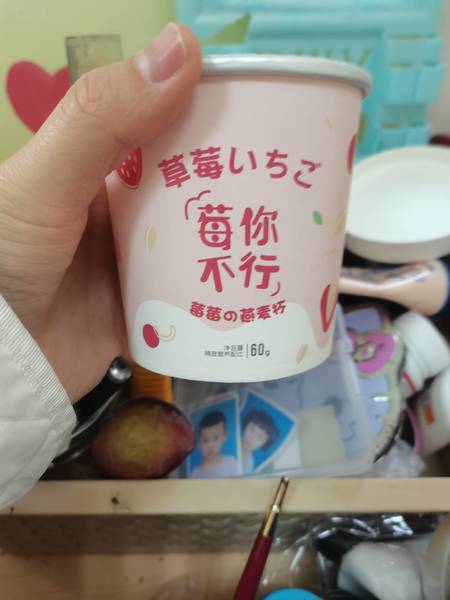 草莓いちご
「莓你
不行」
莓莓の燕麦杯
净含量
60g